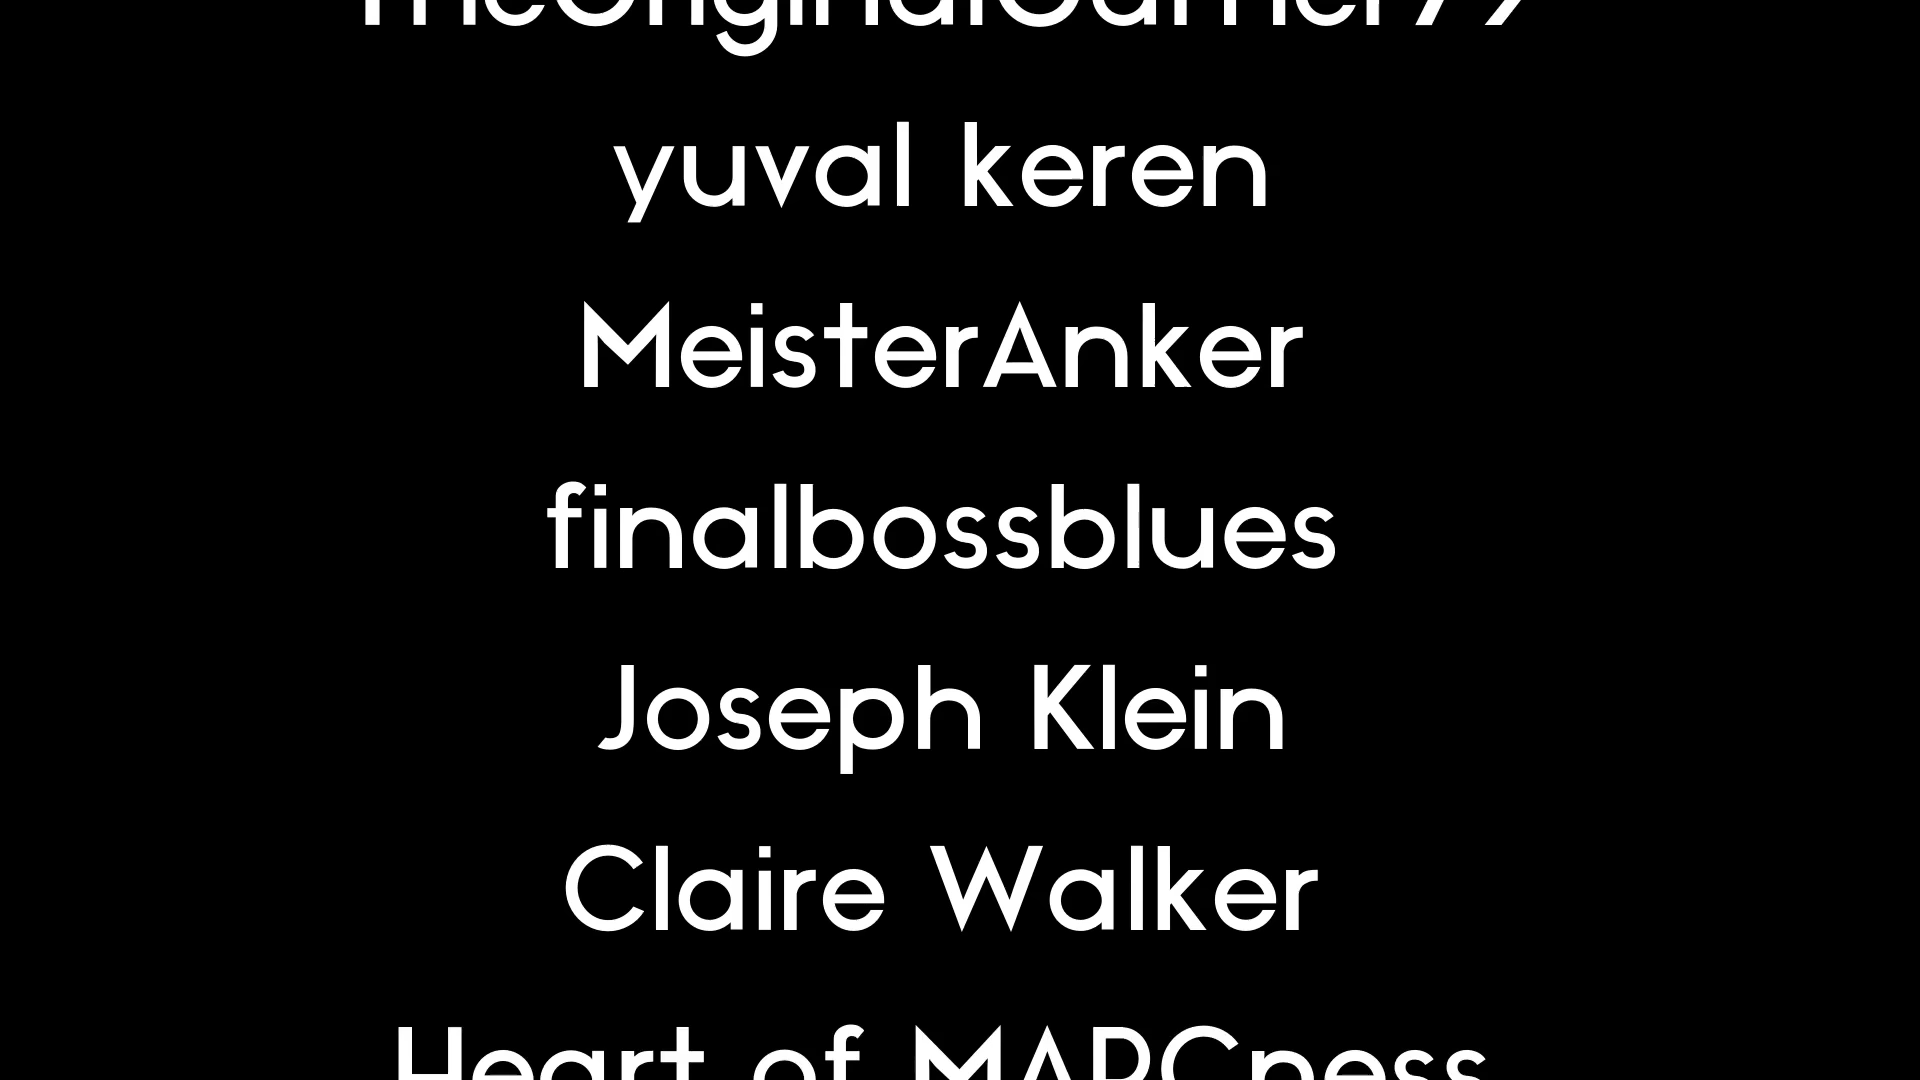 yuval keren
MeisterAnker
finalbossblues
Joseph Klein
Claire Walker
Heart of MARCness